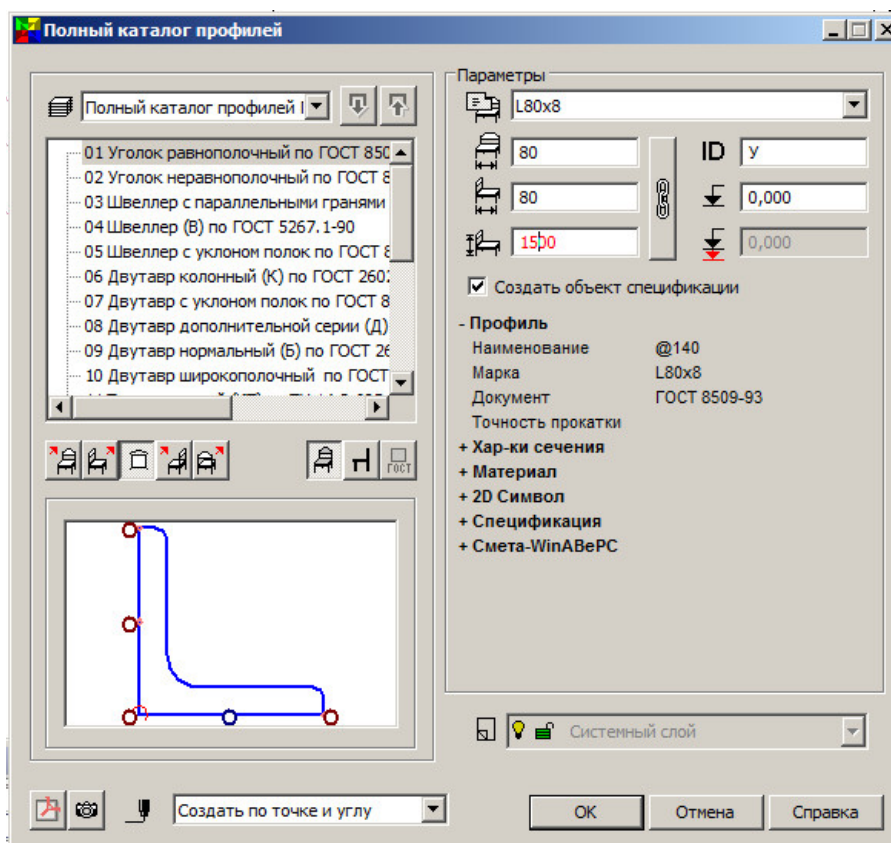 Полный каталог профилей
Полный каталог профилей
01 Уголок равнополочный по ГОСТ 850
02 Уголок неравнополочный по ГОСТ 8
03 Швеллер с параллельными гранями
04 Швеллер (В) по ГОСТ 5267.1-90
05 Швеллер с уклоном полок по ГОСТ 8
06 Двутавр колонный (К) по ГОСТ 2602
07 Двутавр с уклоном полок по ГОСТ 8
08 Двутавр дополнительной серии (Д)
09 Двутавр нормальный (Б) по ГОСТ 26
10 Двутавр широкополочный по ГОСТ
ГОСТ
Создать по точке и углу
Параметры
L80x8
80
ID У
80
0,000
1500
0,000
Создать объект спецификации
- Профиль
Наименование @140
Марка L80x8
Документ ГОСТ 8509-93
Точность прокатки
+ Хар-ки сечения
+ Материал
+ 2D Символ
+ Спецификация
+ Смета-WinABePC
Системный слой
OK Отмена Справка